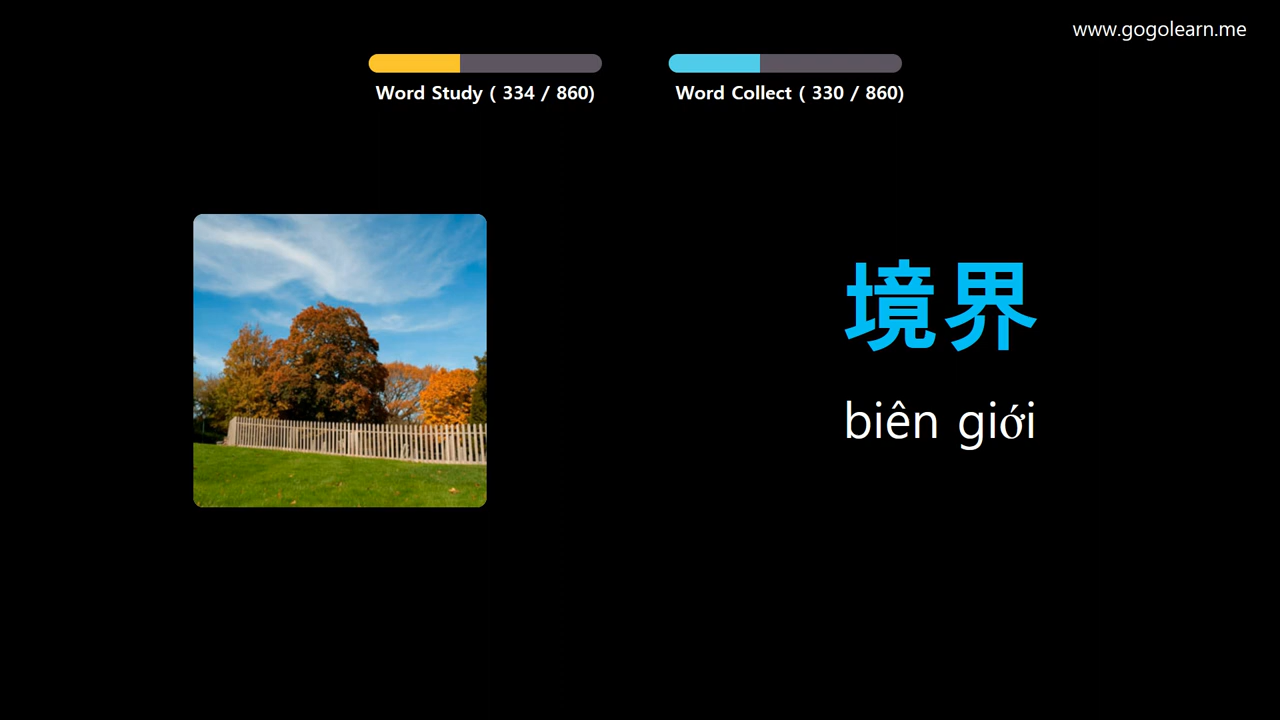 www.gogolearn.me
Word Study ( 334 / 860)
Word Collect ( 330 / 860)
境界
biên giới